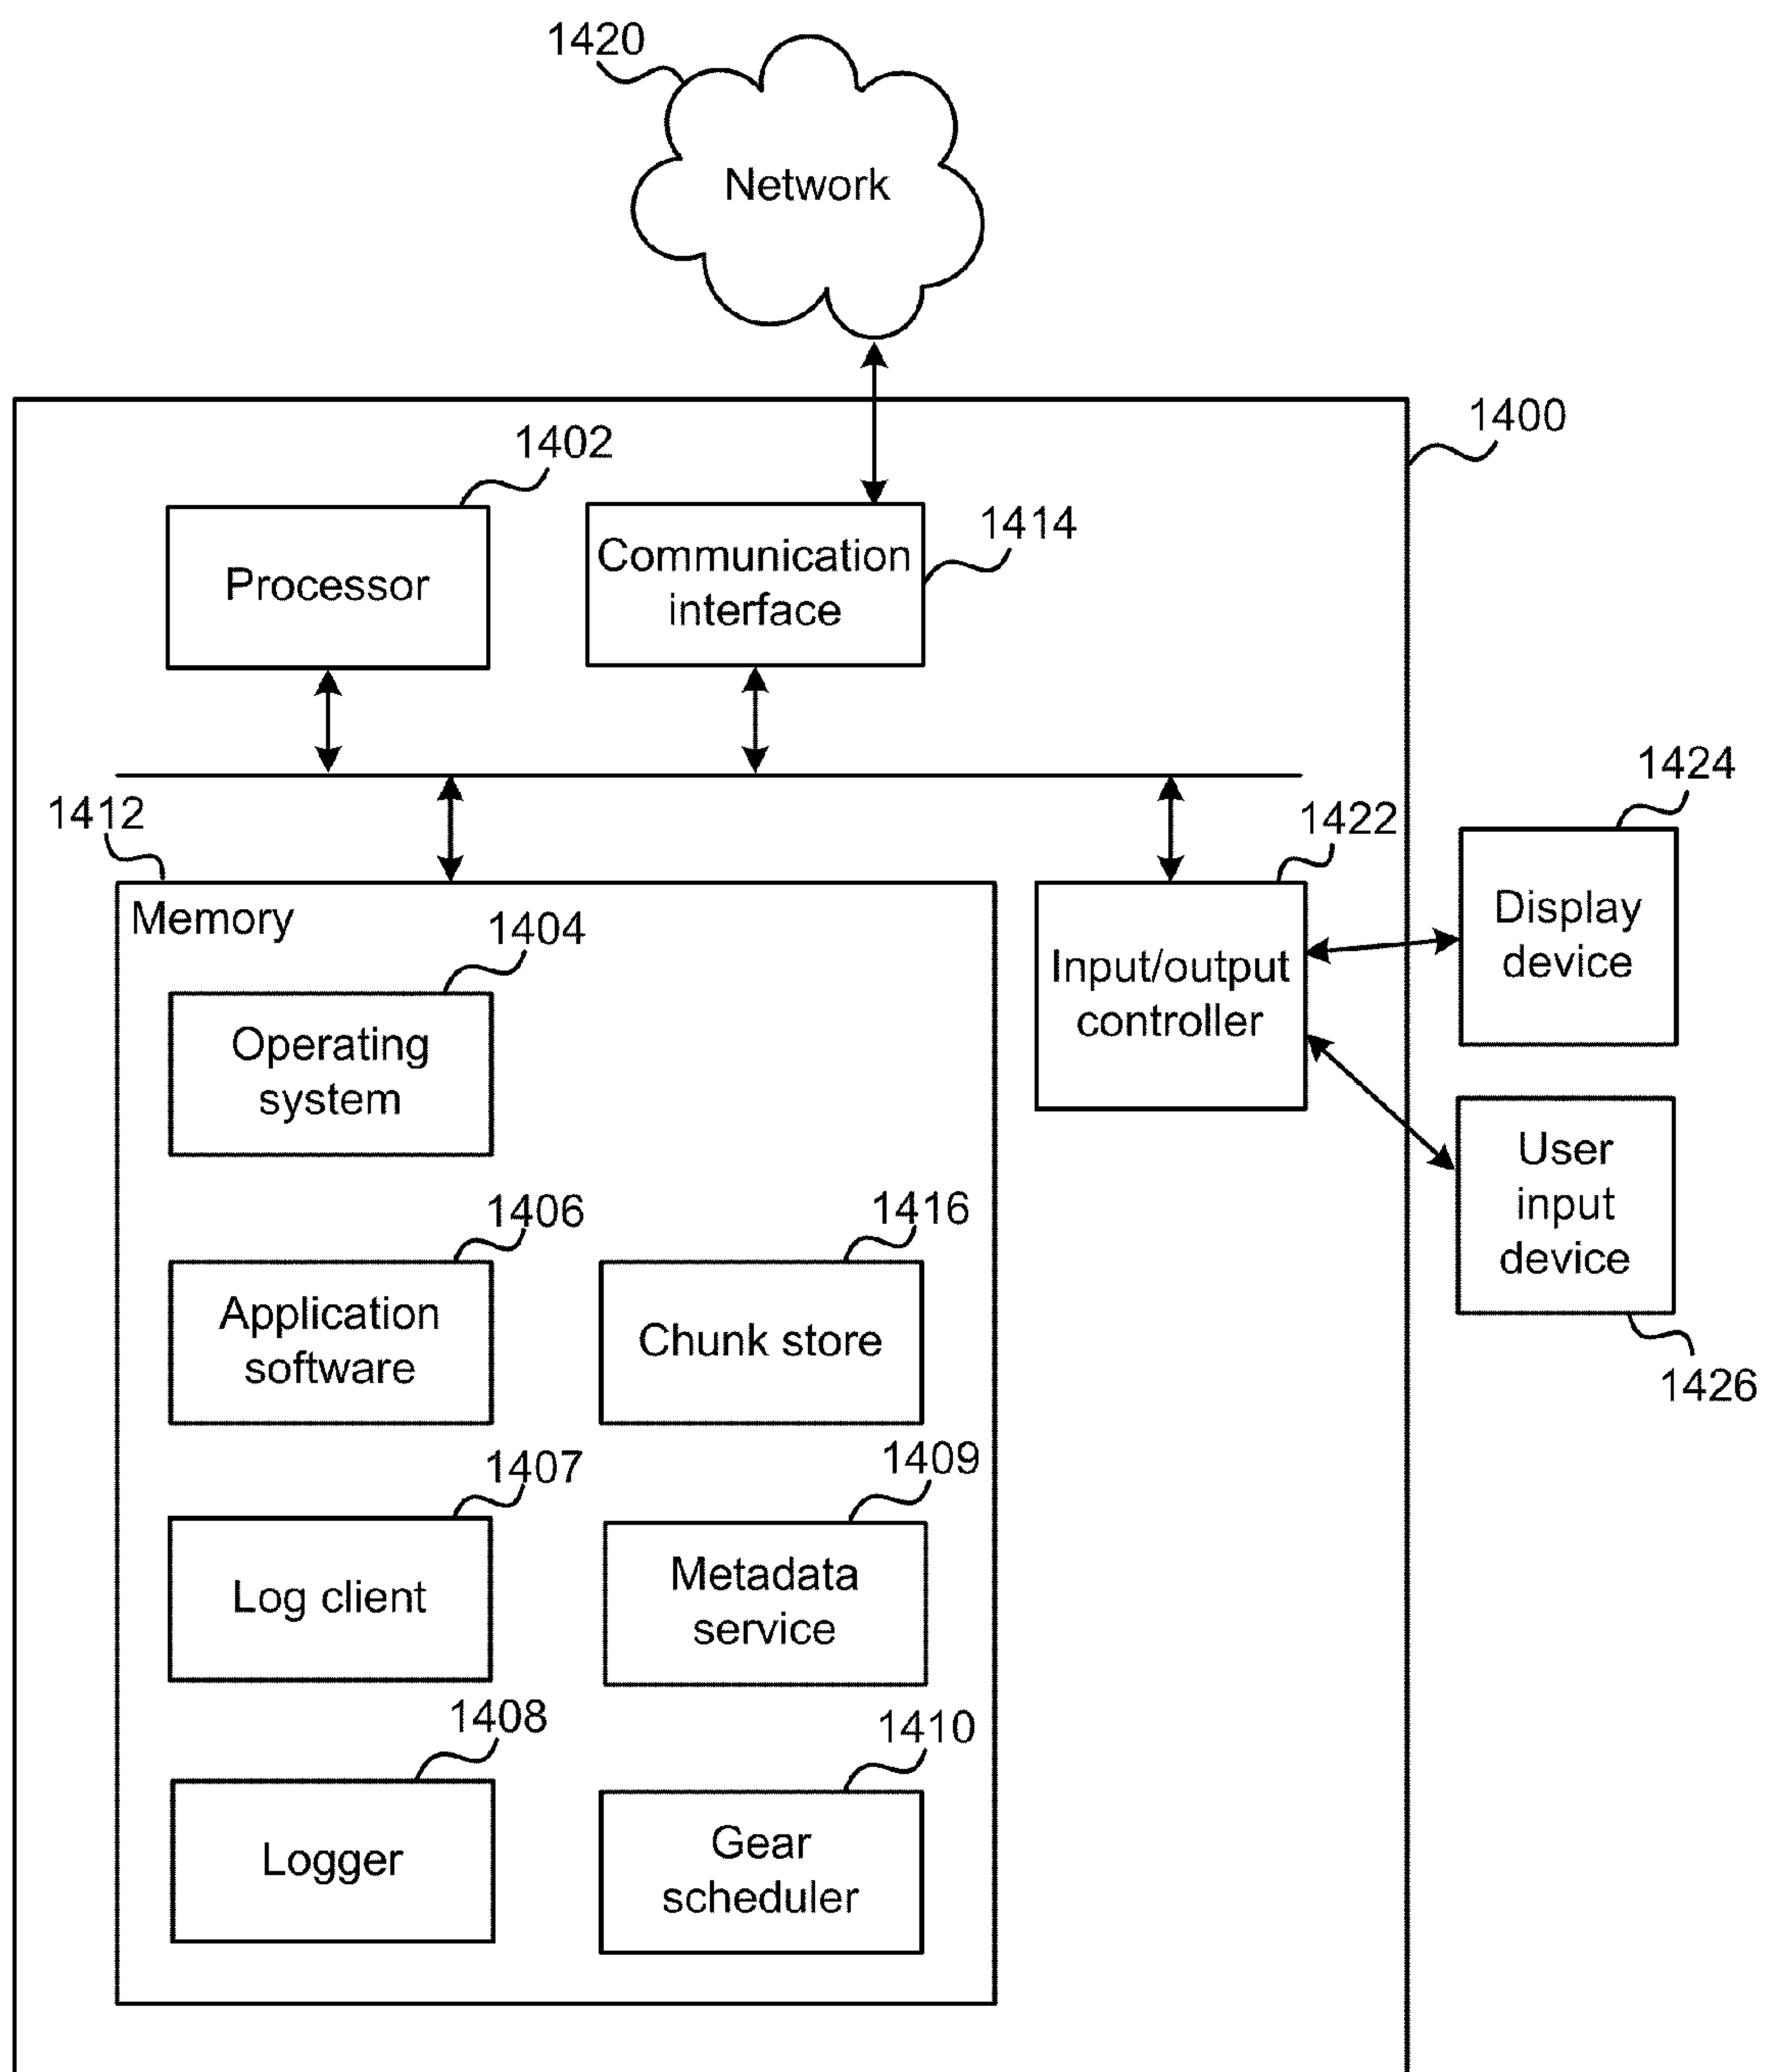 1420
Network
1400
1402
1414
Processor
Communication
interface
1424
1412
1422
Display
device
Memory
1404
Input/output
controller
Operating
system
User
input
device
1426
1406
1416
Application
software
Chunk store
1407
1409
Log client
Metadata
service
1408
1410
Logger
Gear
scheduler